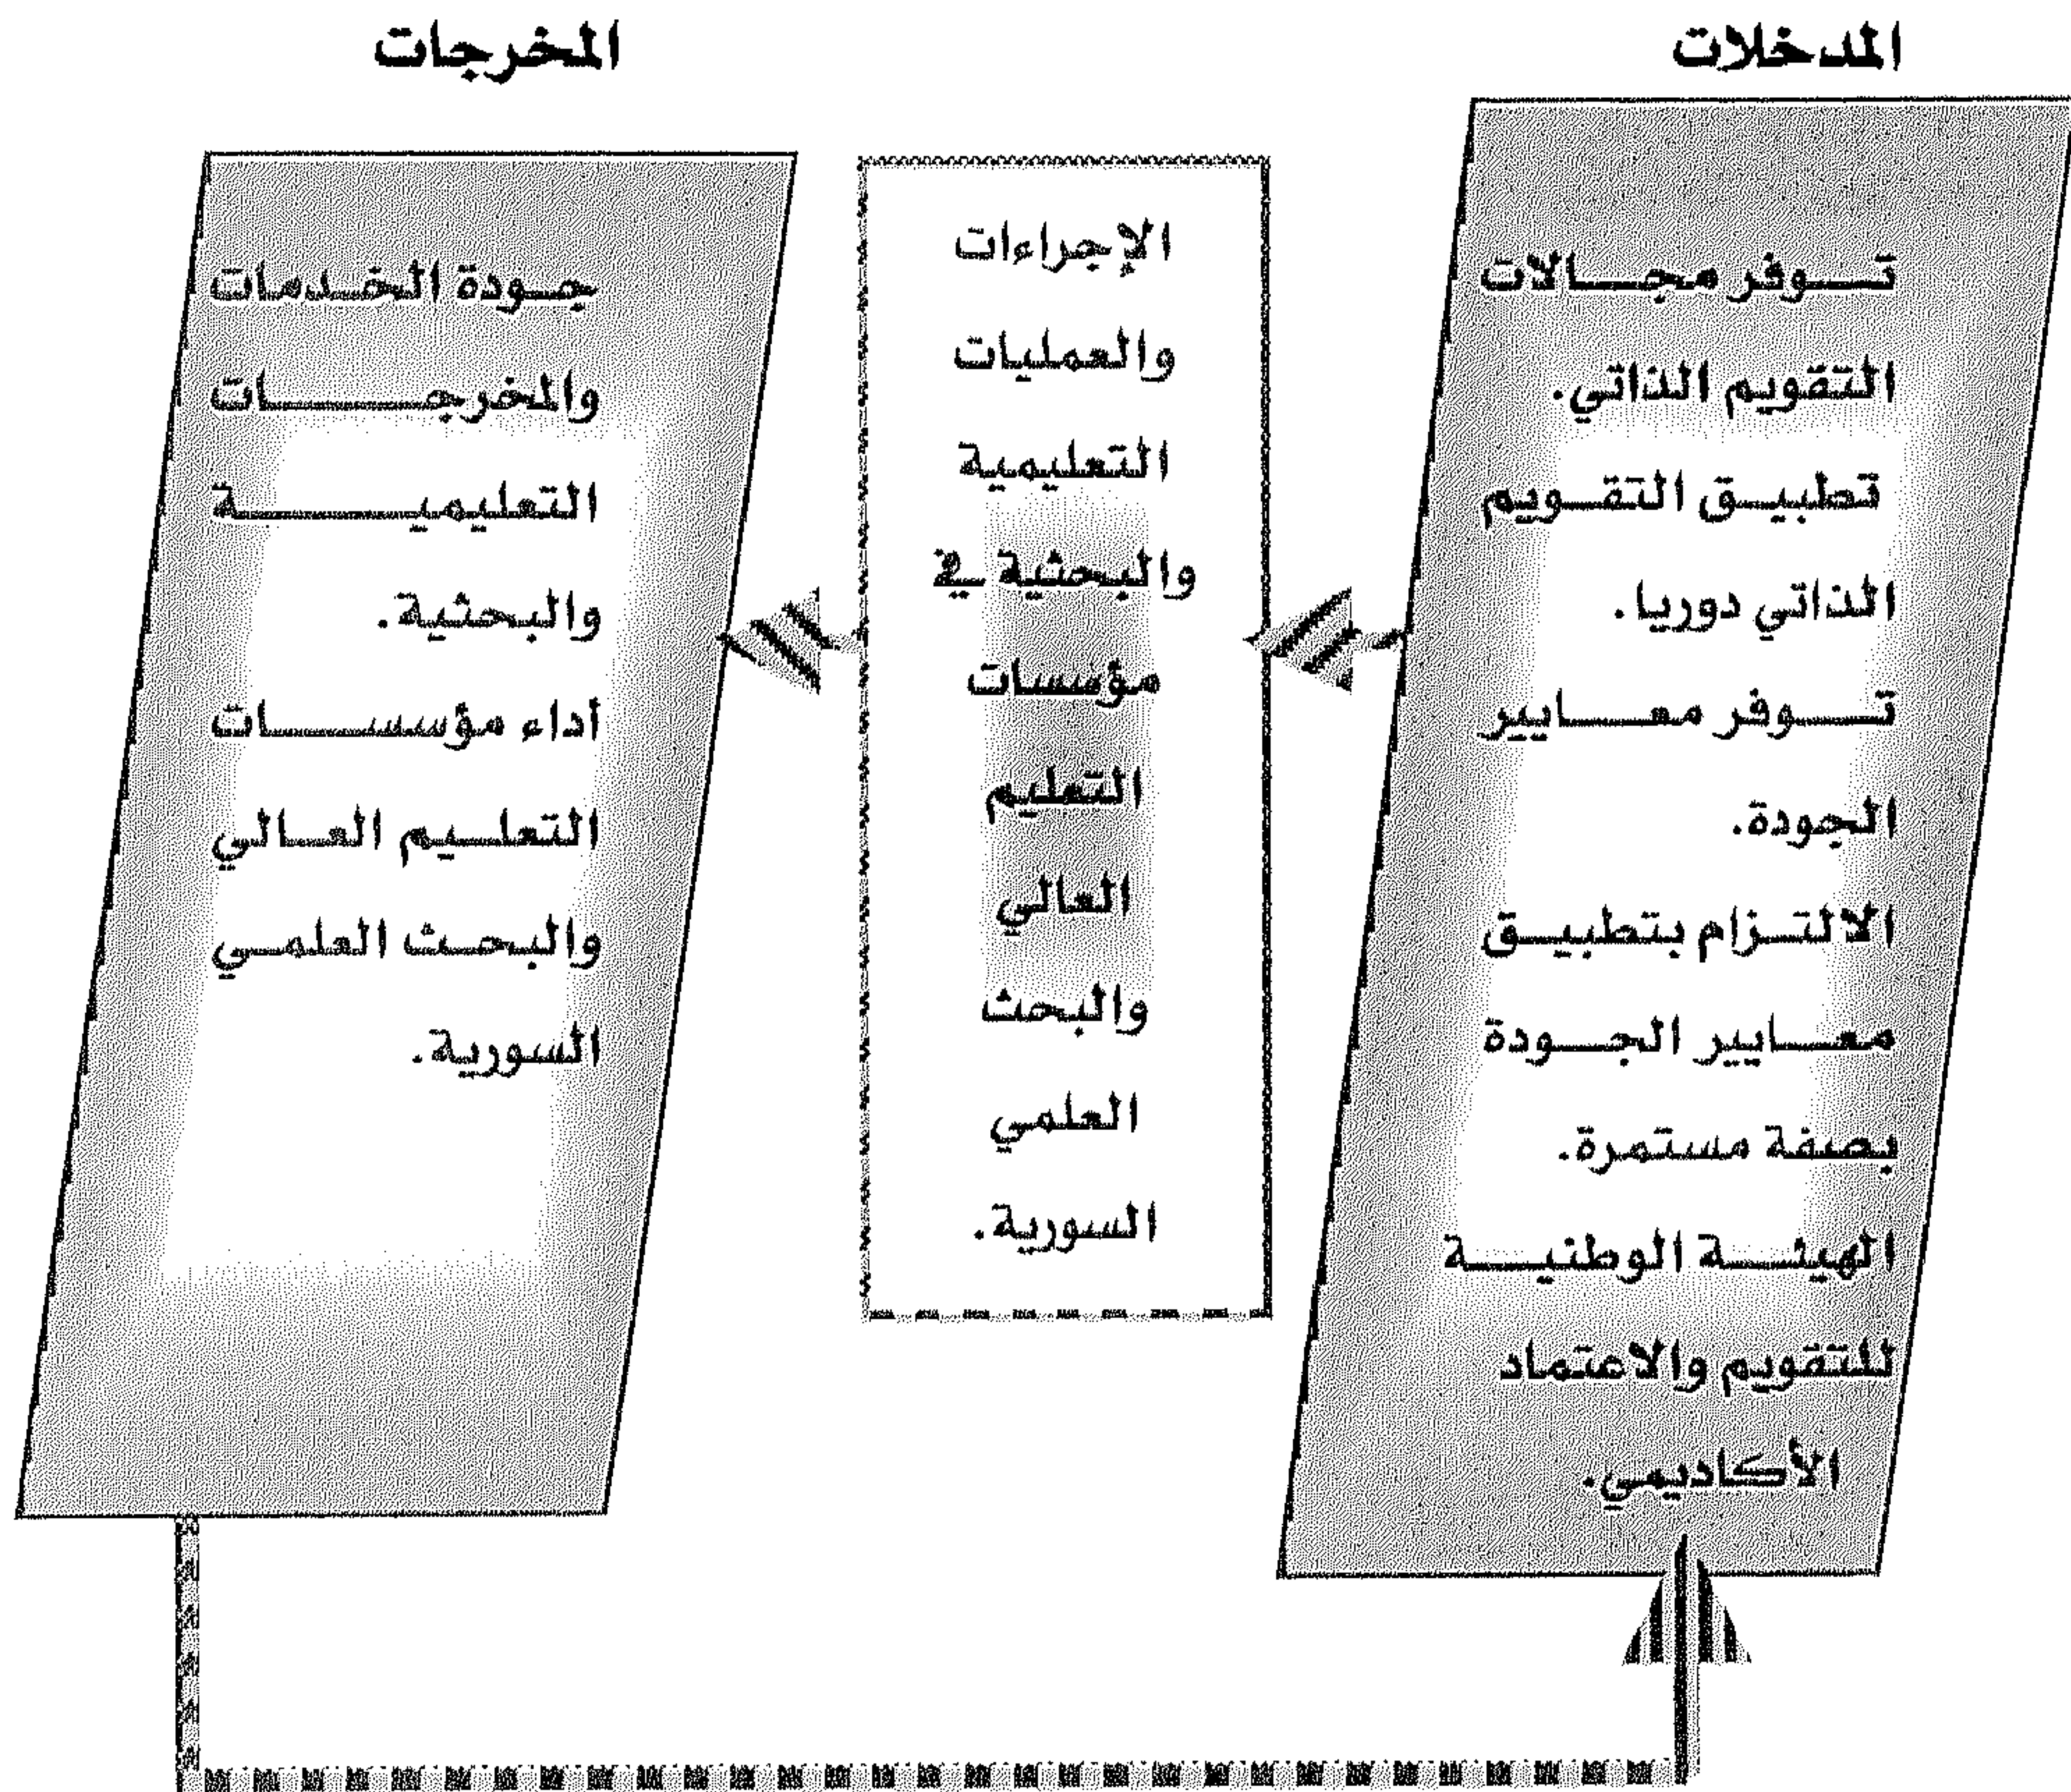 المدخلات
توفر مجالات
التقويم الذاتي.
تطبيق التقويم
الذاتي دوريا.
توفر معايير
الجودة.
الالتزام بتطبيق
معايير الجودة
بصفة مستمرة.
الهيئة الوطنية
للتقويم والاعتماد
الأكاديمي.
الإجراءات
والعمليات
التعليمية
والبحثية في
مؤسسات
التعليم
العالي
والبحث
العلمي
السورية.
المخرجات
جودة الخدمات
والمخرجات
التعليمية
والبحثية.
أداء مؤسسات
التعليم العالي
والبحث العلمي
السورية.